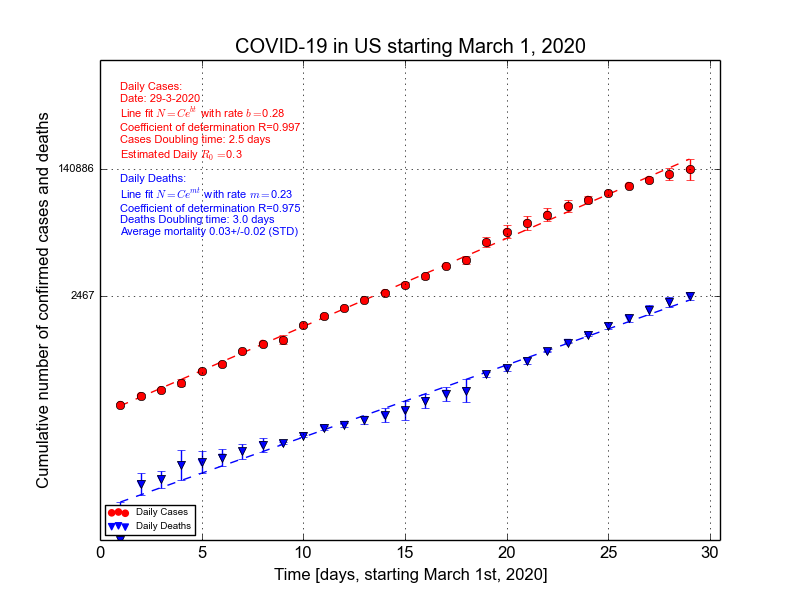 COVID-19 in US starting March 1, 2020
Daily Cases:
Date: 29-3-2020
Line fit N = Ce^{bt} with rate b =0.28
Coefficient of determination R=0.997
Cases Doubling time: 2.5 days
Estimated Daily R_0 =0.3
Daily Deaths:
Line fit N = Ce^{mt} with rate m =0.23
Coefficient of determination R=0.975
Deaths Doubling time: 3.0 days
Average mortality 0.03+/-0.02 (STD)
Cumulative number of confirmed cases and deaths
140886
2467
Daily Cases
Daily Deaths
0 5 10 15 20 25 30
Time [days, starting March 1st, 2020]